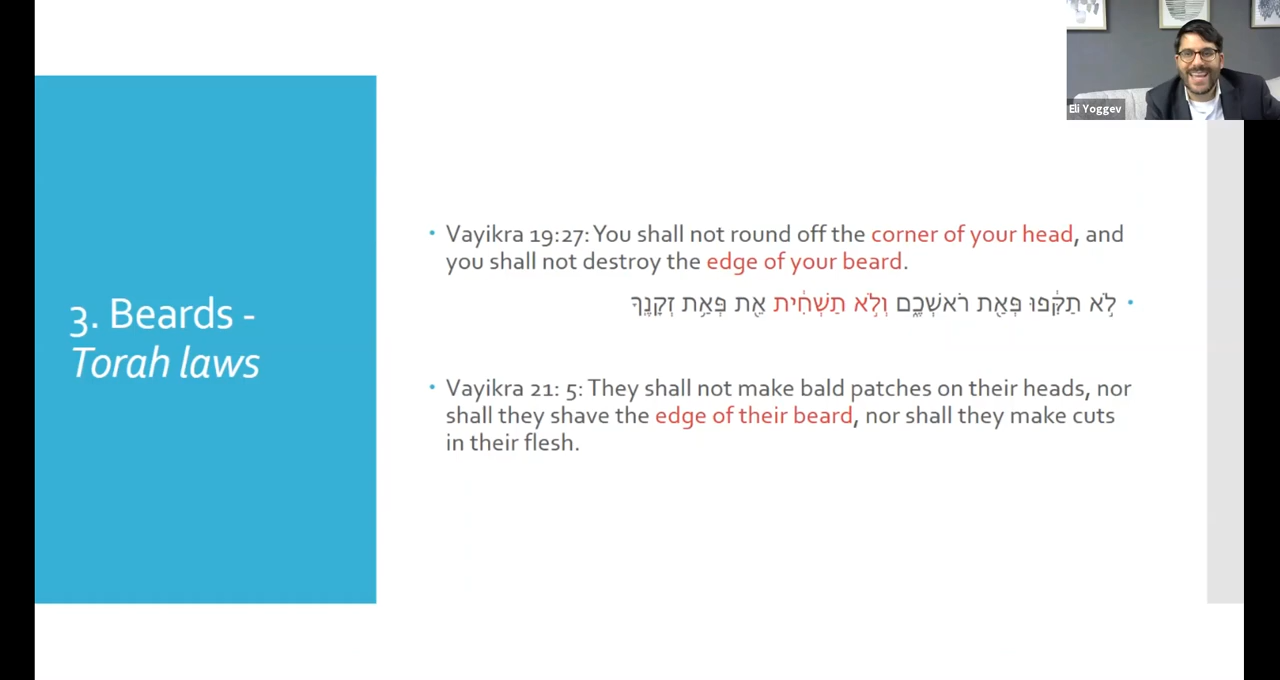 Eli Yoggev
3. Beards -
Torah laws
• Vayikra 19:27: You shall not round off the corner of your head, and
you shall not destroy the edge of your beard.
• לֹ֣א תַקִּ֔פוּ פְּאַ֖ת רֹאשְׁכֶ֑ם וְלֹ֣א תַשְׁחִ֔ית אֵ֖ת פְּאַ֥ת זְקָנֶֽךָ
• Vayikra 21: 5: They shall not make bald patches on their heads, nor
shall they shave the edge of their beard, nor shall they make cuts
in their flesh.